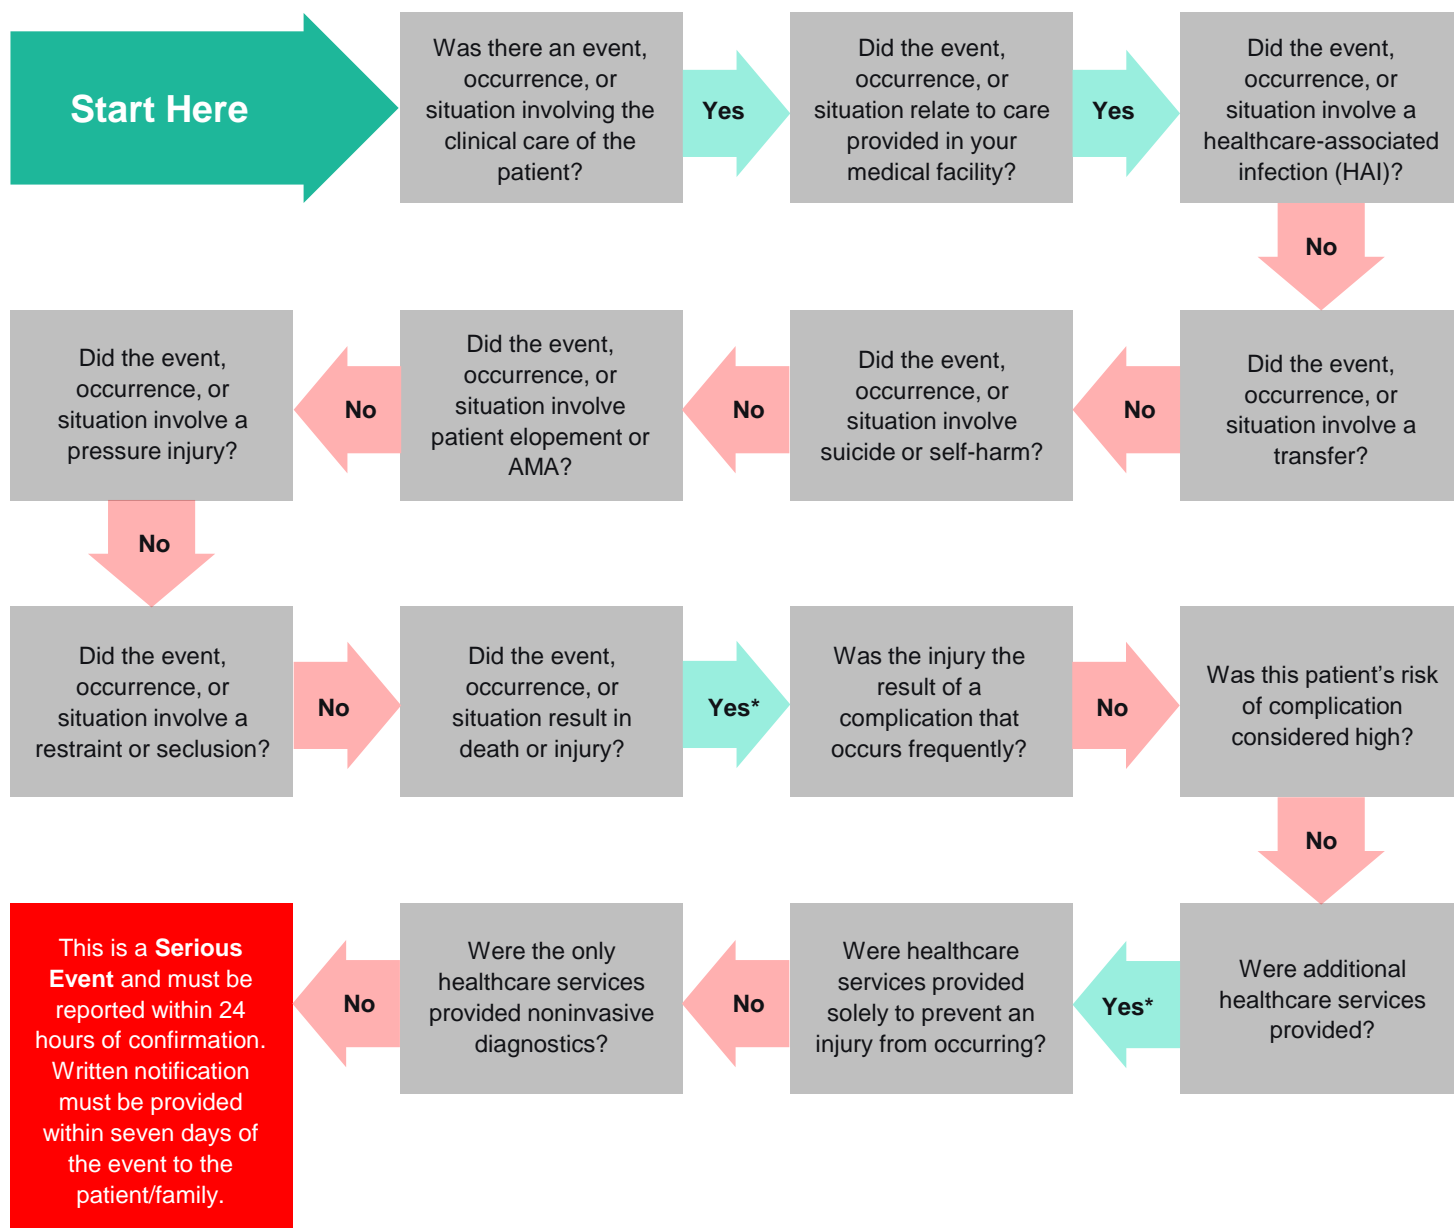 Start Here
Was there an event,
occurrence, or
situation involving the
clinical care of the
patient?
Yes
Did the event,
occurrence, or
situation relate to care
provided in your
medical facility?
Yes
Did the event,
occurrence, or
situation involve a
healthcare-associated
infection (HAI)?
No
Did the event,
occurrence, or
situation involve a
transfer?
No
Did the event,
occurrence, or
situation involve
suicide or self-harm?
No
Did the event,
occurrence, or
situation involve
patient elopement or
AMA?
No
Did the event,
occurrence, or
situation involve a
pressure injury?
No
Did the event,
occurrence, or
situation involve a
restraint or seclusion?
No
Did the event,
occurrence, or
situation result in
death or injury?
Yes*
Was the injury the
result of a
complication that
occurs frequently?
No
Was this patient’s risk
of complication
considered high?
No
Were additional
healthcare services
provided?
Yes*
Were healthcare
services provided
solely to prevent an
injury from occurring?
No
Were the only
healthcare services
provided noninvasive
diagnostics?
No
This is a Serious
Event and must be
reported within 24
hours of confirmation.
Written notification
must be provided
within seven days of
the event to the
patient/family.